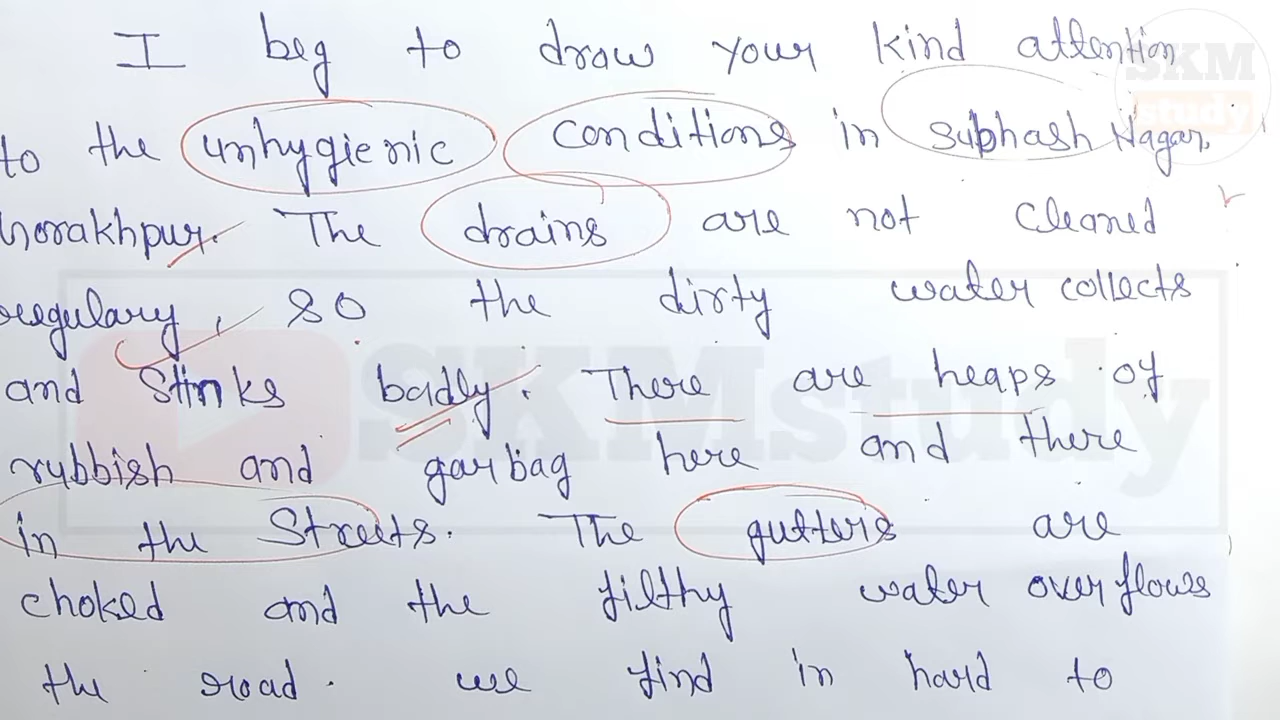 I beg to draw your kind attention
to the unhygienic conditions in Subhash Nagar,
Gorakhpur. The drains are not cleaned
regulary, so the dirty water collects
and Stinks badly. There are heaps of
rubbish and garbag here and there
in the Streets. The gutters are
choked and the filthy water overflows
the road. we find in hard to
SKM
study
SKMstudy